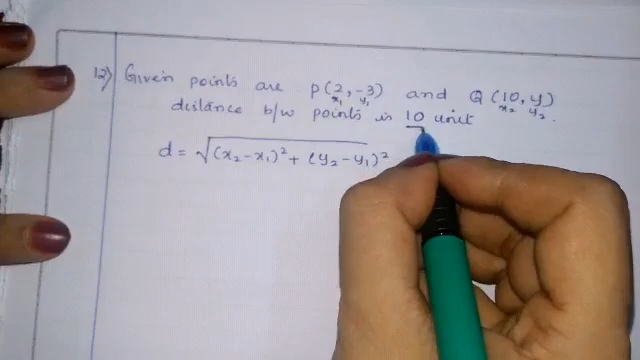 12) Given points are P(2, -3) and Q(10, y)
x₁ y₁ x₂ y₂
distance b/w points is 10 unit.
d = √(x₂-x₁)² + (y₂-y₁)²